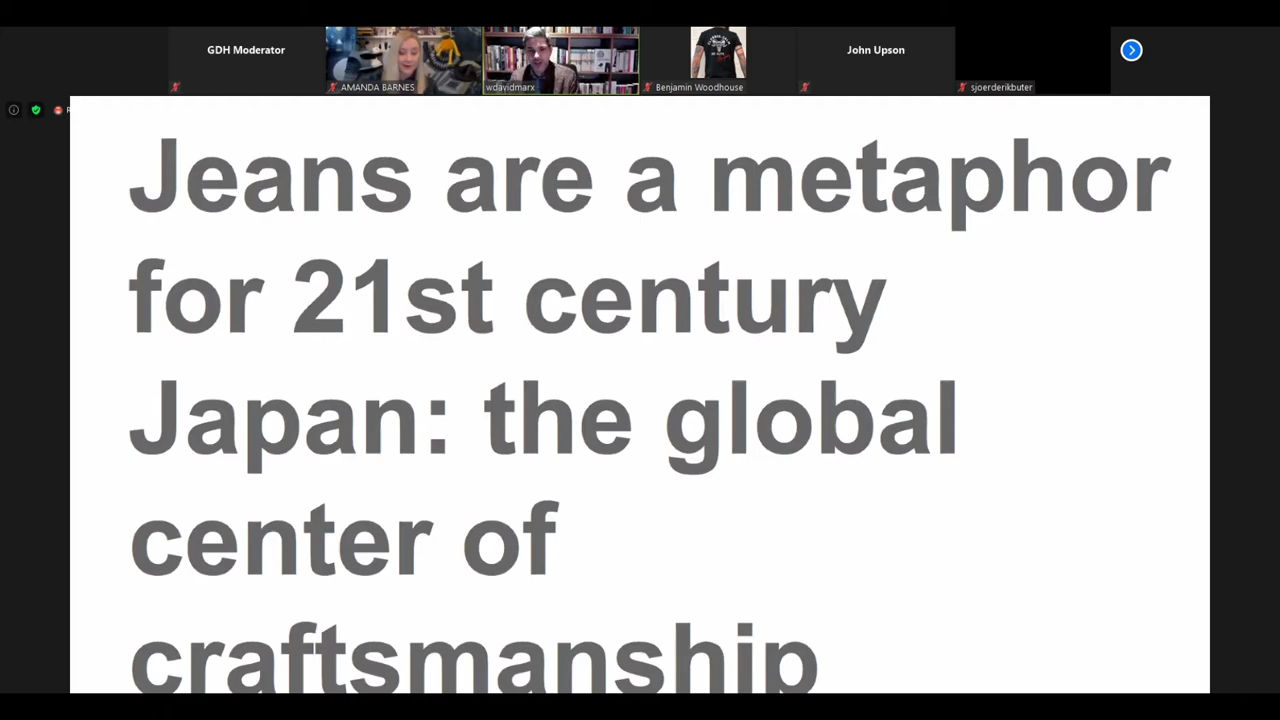 GDH Moderator
John Upson
AMANDA BARNES
wdavidmarx
Benjamin Woodhouse
sjoerderikbuter
Jeans are a metaphor
for 21st century
Japan: the global
center of
craftsmanship